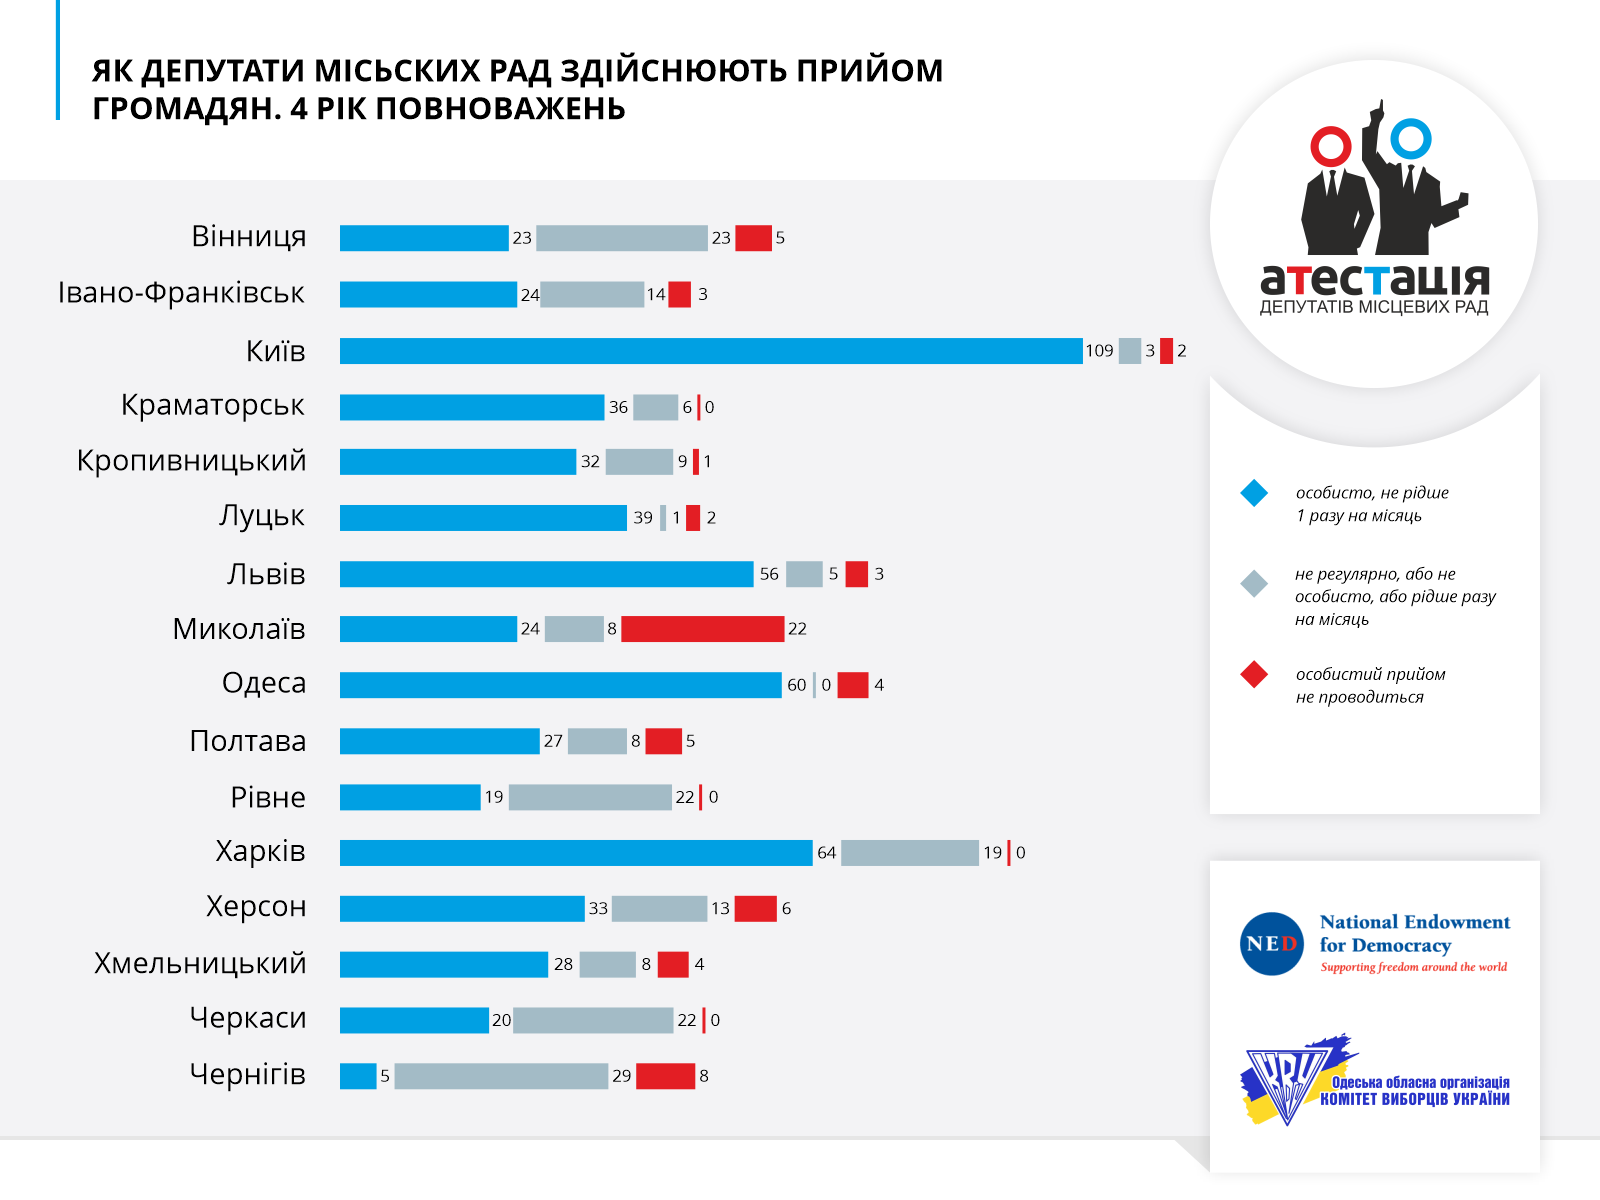 ЯК ДЕПУТАТИ МІСЬСКИХ РАД ЗДІЙСНЮЮТЬ ПРИЙОМ
ГРОМАДЯН. 4 РІК ПОВНОВАЖЕНЬ
Вінниця 23 23 5
Івано-Франківськ 24 14 3
Київ 109 3 2
Краматорськ 36 6 0
Кропивницький 32 9 1
Луцьк 39 1 2
Львів 56 5 3
Миколаїв 24 8 22
Одеса 60 0 4
Полтава 27 8 5
Рівне 19 22 0
Харків 64 19 0
Херсон 33 13 6
Хмельницький 28 8 4
Черкаси 20 22 0
Чернігів 5 29 8
атестація
ДЕПУТАТІВ МІСЦЕВИХ РАД
особисто, не рідше
1 разу на місяць
не регулярно, або не
особисто, або рідше разу
на місяць
особистий прийом
не проводиться
NED
National Endowment
for Democracy
Supporting freedom around the world
КВУ
Одеська обласна організація
КОМІТЕТ ВИБОРЦІВ УКРАЇНИ